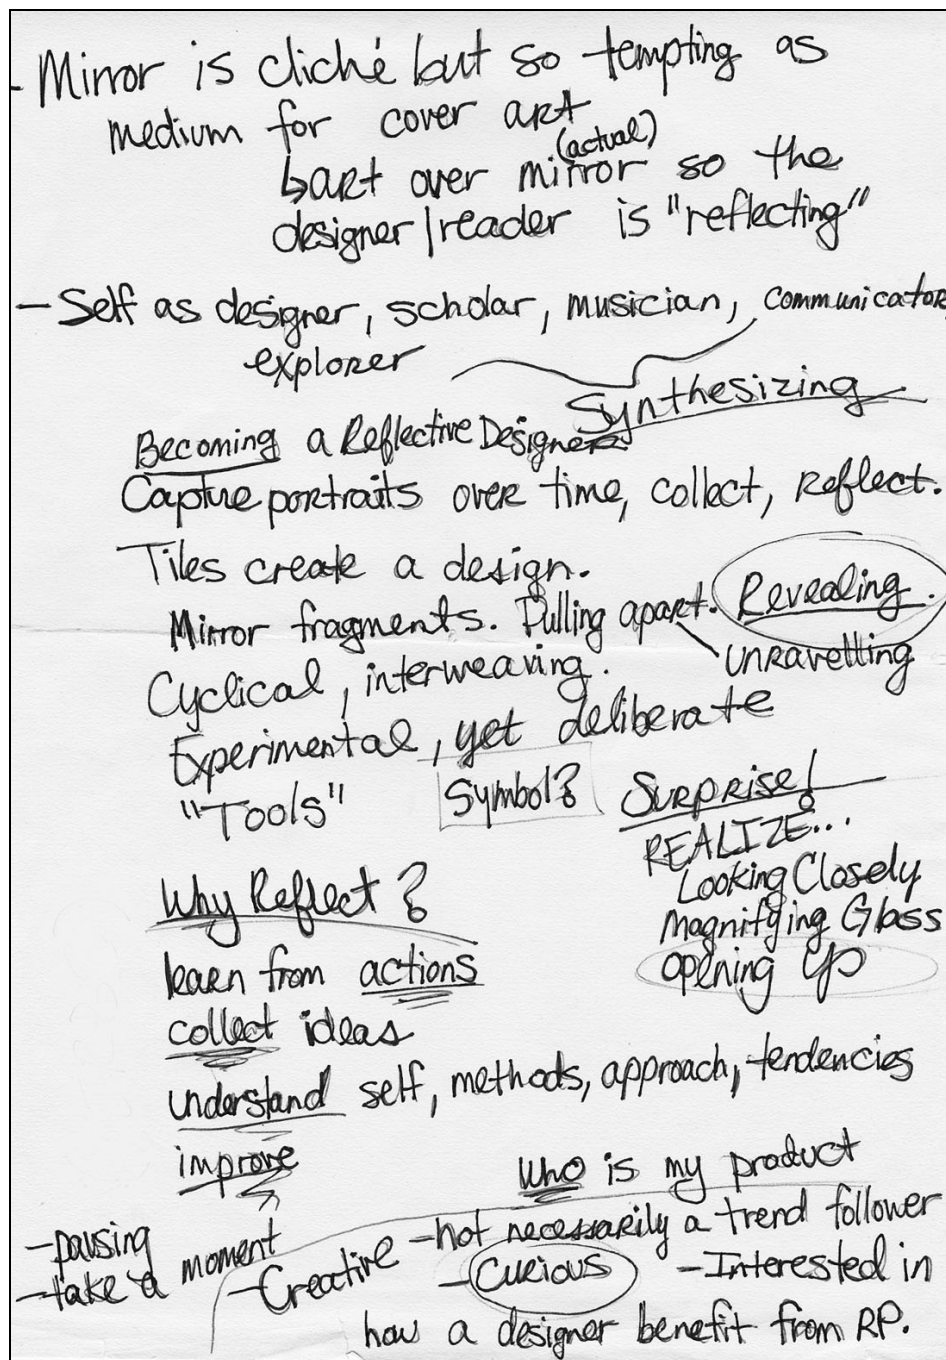 - Mirror is cliché but so tempting as
medium for cover art
↳ art over mirror so the
(actual)
designer/reader is "reflecting"
- Self as designer, scholar, musician, communicator
explorer
Synthesizing
Becoming a Reflective Designer
Capture portraits over time, collect, reflect.
Tiles create a design.
Mirror fragments. Pulling apart. Revealing.
unravelling
Cyclical, interweaving.
Experimental, yet deliberate
"Tools"
Symbol?
Surprise!
REALIZE...
Looking Closely
Magnifying Glass
opening up
Why Reflect?
learn from actions
collect ideas
understand self, methods, approach, tendencies
improve
- pausing
- take a moment
Who is my product
- not necessarily a trend follower
- Creative
- Curious
- Interested in
how a designer benefit from RP.